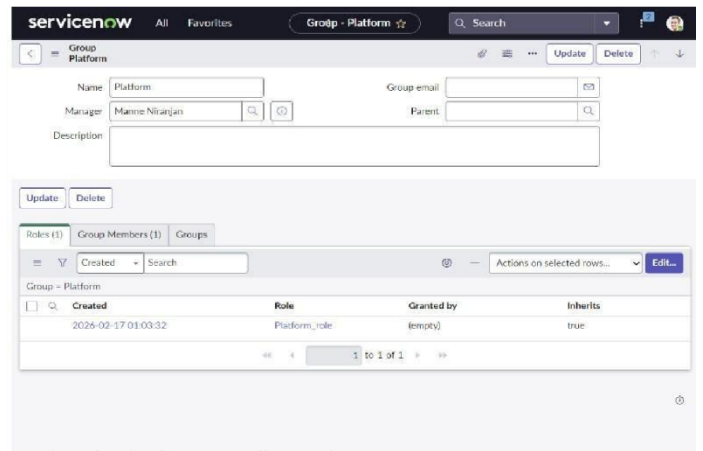 servicenow All Favorites Group - Platform Search 2
Group
Platform
Update Delete
Name Platform Group email
Manager Manne Niranjan Parent
Description
Update Delete
Roles (1) Group Members (1) Groups
Created Search Actions on selected rows... Edit...
Group = Platform
Created Role Granted by Inherits
2026-02-17 01:03:32 Platform_role (empty) true
1 to 1 of 1